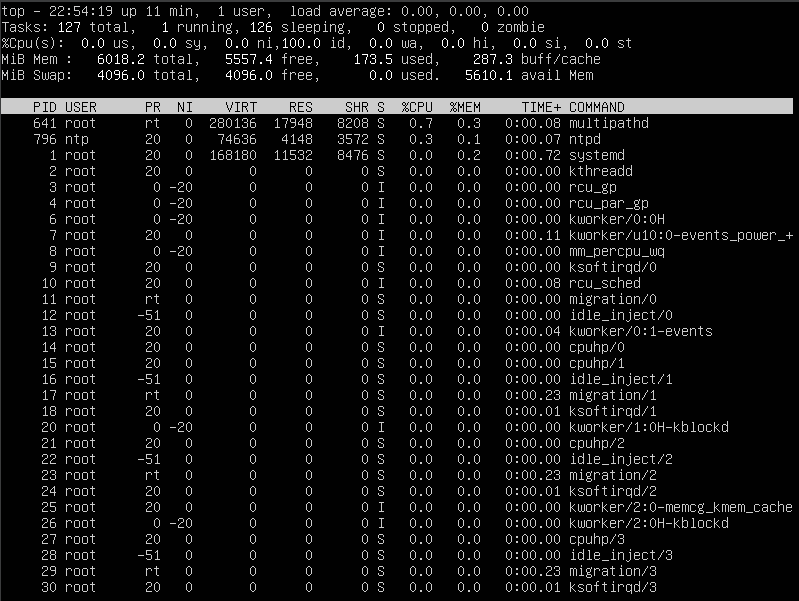 top - 22:54:19 up 11 min,  1 user,  load average: 0.00, 0.00, 0.00
Tasks: 127 total,   1 running, 126 sleeping,   0 stopped,   0 zombie
%Cpu(s):  0.0 us,  0.0 sy,  0.0 ni,100.0 id,  0.0 wa,  0.0 hi,  0.0 si,  0.0 st
MiB Mem :   6018.2 total,   5557.4 free,    173.5 used,    287.3 buff/cache
MiB Swap:   4096.0 total,   4096.0 free,      0.0 used.   5610.1 avail Mem
PID USER      PR  NI    VIRT    RES    SHR S  %CPU  %MEM     TIME+ COMMAND
641 root      rt   0  280136  17948   8208 S   0.7   0.3   0:00.08 multipathd
796 ntp       20   0   74636   4148   3572 S   0.3   0.1   0:00.07 ntpd
1 root      20   0  168180  11532   8476 S   0.0   0.2   0:00.72 systemd
2 root      20   0       0      0      0 S   0.0   0.0   0:00.00 kthreadd
3 root       0 -20       0      0      0 I   0.0   0.0   0:00.00 rcu_gp
4 root       0 -20       0      0      0 I   0.0   0.0   0:00.00 rcu_par_gp
6 root       0 -20       0      0      0 I   0.0   0.0   0:00.00 kworker/0:0H
7 root      20   0       0      0      0 I   0.0   0.0   0:00.11 kworker/u10:0-events_power_+
8 root       0 -20       0      0      0 I   0.0   0.0   0:00.00 mm_percpu_wq
9 root      20   0       0      0      0 S   0.0   0.0   0:00.00 ksoftirqd/0
10 root      20   0       0      0      0 I   0.0   0.0   0:00.08 rcu_sched
11 root      rt   0       0      0      0 S   0.0   0.0   0:00.00 migration/0
12 root     -51   0       0      0      0 S   0.0   0.0   0:00.00 idle_inject/0
13 root      20   0       0      0      0 I   0.0   0.0   0:00.04 kworker/0:1-events
14 root      20   0       0      0      0 S   0.0   0.0   0:00.00 cpuhp/0
15 root      20   0       0      0      0 S   0.0   0.0   0:00.00 cpuhp/1
16 root     -51   0       0      0      0 S   0.0   0.0   0:00.00 idle_inject/1
17 root      rt   0       0      0      0 S   0.0   0.0   0:00.23 migration/1
18 root      20   0       0      0      0 S   0.0   0.0   0:00.01 ksoftirqd/1
20 root       0 -20       0      0      0 I   0.0   0.0   0:00.00 kworker/1:0H-kblockd
21 root      20   0       0      0      0 S   0.0   0.0   0:00.00 cpuhp/2
22 root     -51   0       0      0      0 S   0.0   0.0   0:00.00 idle_inject/2
23 root      rt   0       0      0      0 S   0.0   0.0   0:00.23 migration/2
24 root      20   0       0      0      0 S   0.0   0.0   0:00.01 ksoftirqd/2
25 root      20   0       0      0      0 I   0.0   0.0   0:00.00 kworker/2:0-memcg_kmem_cache
26 root       0 -20       0      0      0 I   0.0   0.0   0:00.00 kworker/2:0H-kblockd
27 root      20   0       0      0      0 S   0.0   0.0   0:00.00 cpuhp/3
28 root     -51   0       0      0      0 S   0.0   0.0   0:00.00 idle_inject/3
29 root      rt   0       0      0      0 S   0.0   0.0   0:00.23 migration/3
30 root      20   0       0      0      0 S   0.0   0.0   0:00.01 ksoftirqd/3